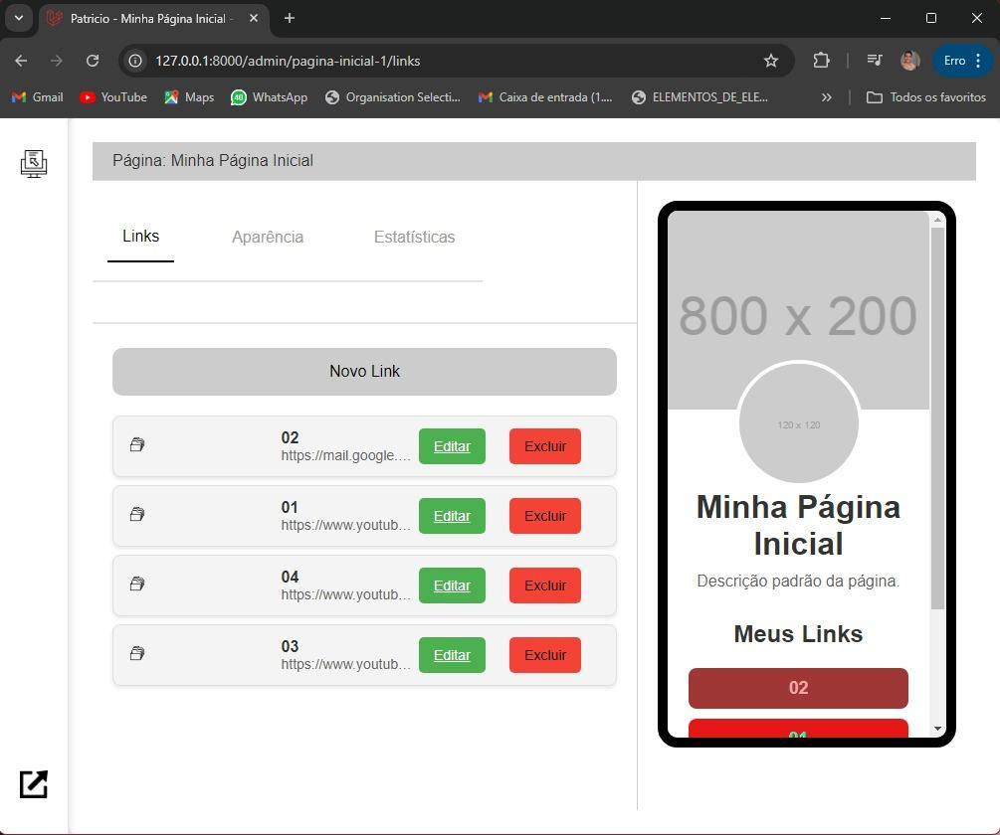 Patricio - Minha Página Inicial -
127.0.0.1:8000/admin/pagina-inicial-1/links
Erro
Gmail
YouTube
Maps
WhatsApp
Organisation Selecti...
Caixa de entrada (1....
ELEMENTOS_DE_ELE...
Todos os favoritos
Página: Minha Página Inicial
Links
Aparência
Estatísticas
Novo Link
02
https://mail.google....
Editar
Excluir
01
https://www.youtub...
Editar
Excluir
04
https://www.youtub...
Editar
Excluir
03
https://www.youtub...
Editar
Excluir
800 x 200
120 x 120
Minha Página
Inicial
Descrição padrão da página.
Meus Links
02
01